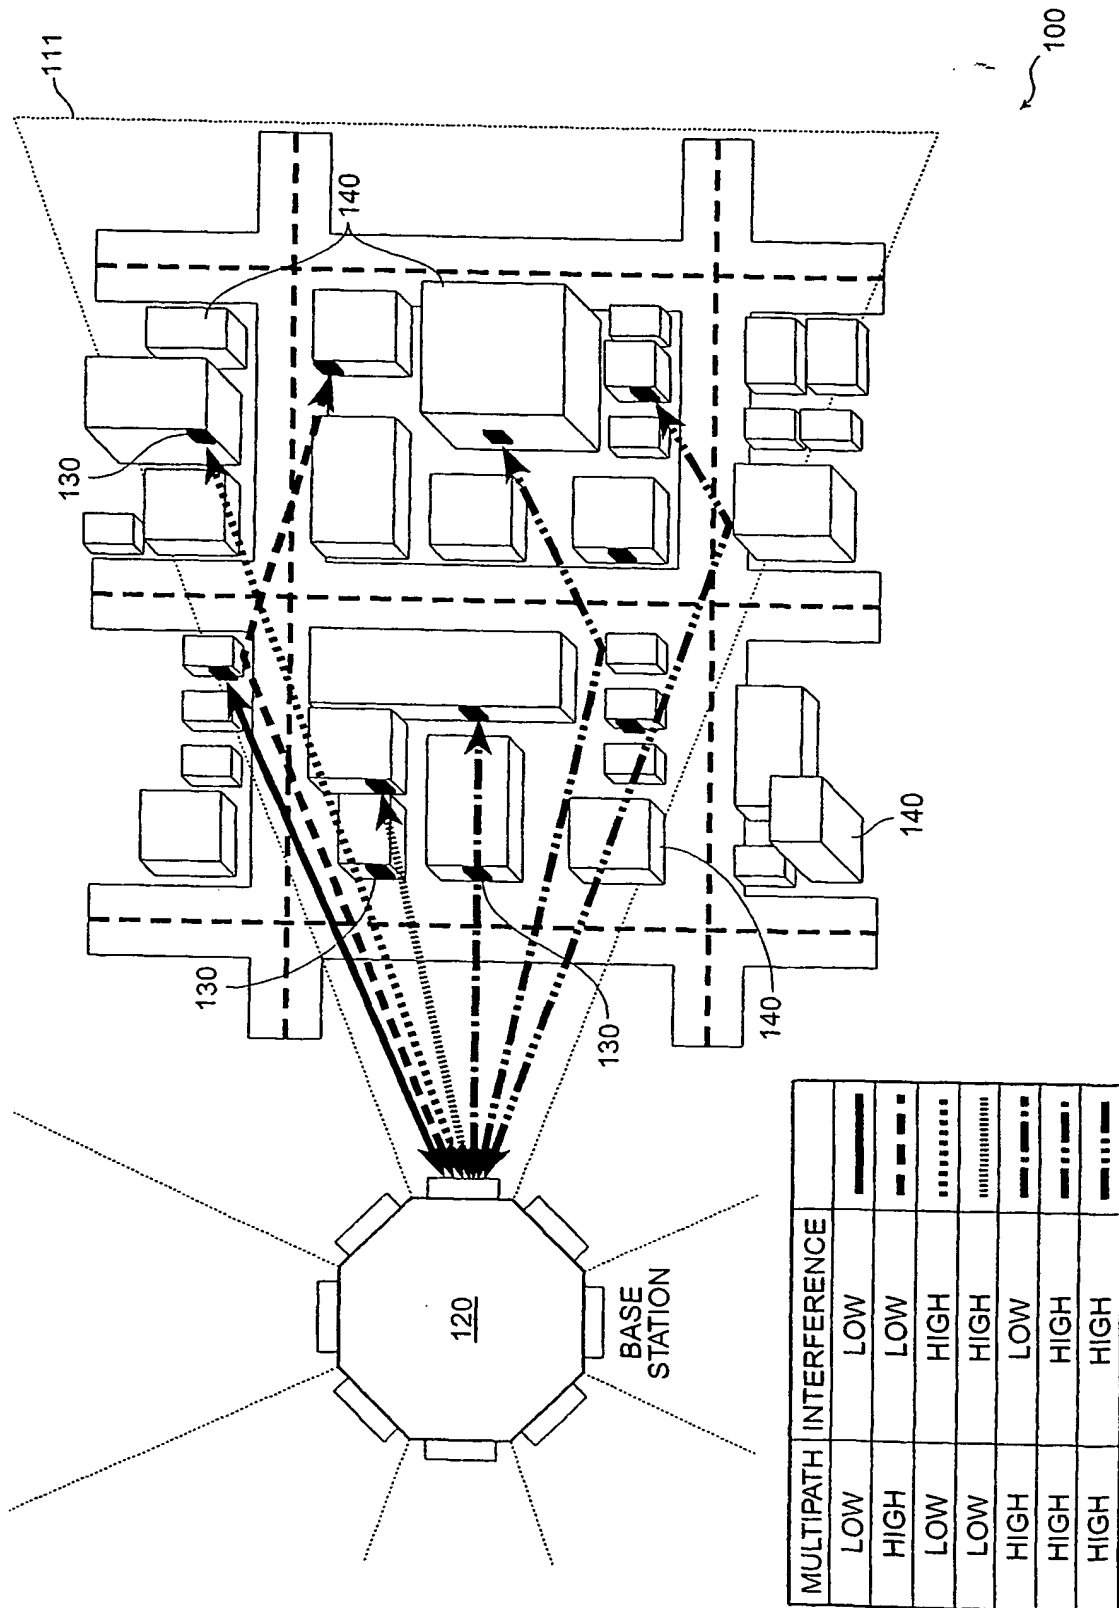 111
100
140
130
130
130
140
140
120
BASE
STATION
MULTIPATH INTERFERENCE
LOW LOW
HIGH LOW
LOW HIGH
LOW HIGH
HIGH LOW
HIGH HIGH
HIGH HIGH